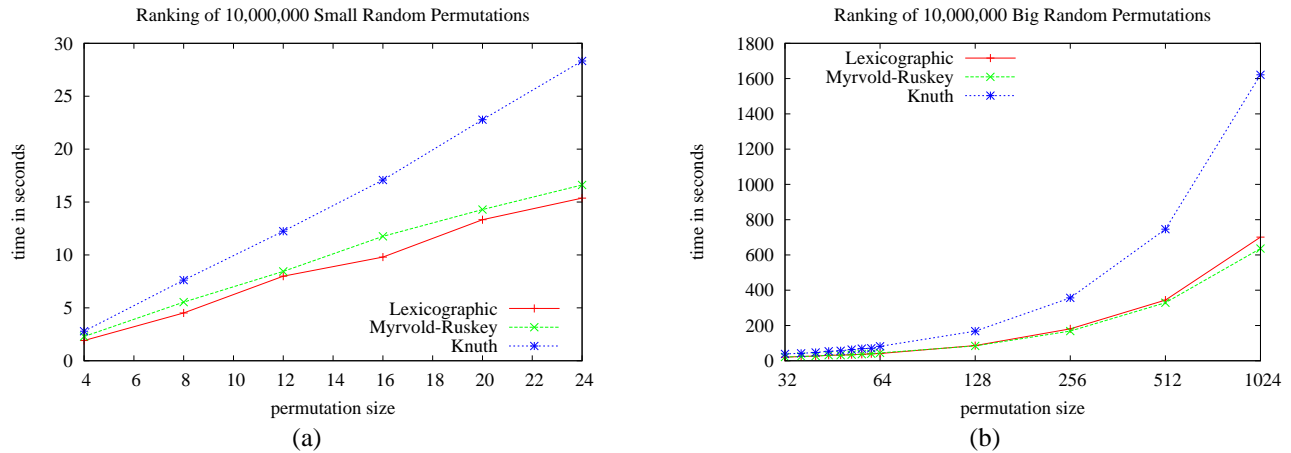 Ranking of 10,000,000 Small Random Permutations
30
25
20
15
10
5
0
time in seconds
Lexicographic
Myrvold-Ruskey
Knuth
4 6 8 10 12 14 16 18 20 22 24
permutation size
(a)
Ranking of 10,000,000 Big Random Permutations
1800
1600
1400
1200
1000
800
600
400
200
0
time in seconds
Lexicographic
Myrvold-Ruskey
Knuth
32 64 128 256 512 1024
permutation size
(b)